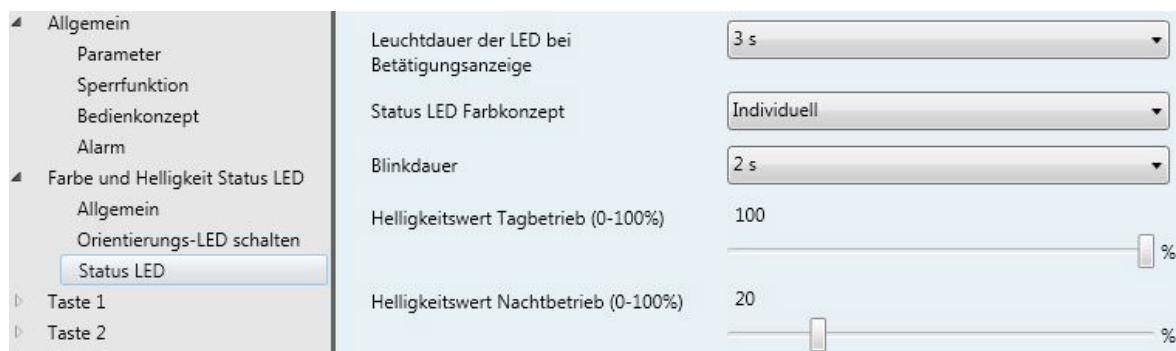 Allgemein
Parameter
Sperrfunktion
Bedienkonzept
Alarm
Farbe und Helligkeit Status LED
Allgemein
Orientierungs-LED schalten
Status LED
Taste 1
Taste 2
Leuchtdauer der LED bei
Betätigungsanzeige
3 s
Status LED Farbkonzept
Individuell
Blinkdauer
2 s
Helligkeitswert Tagbetrieb (0-100%)
100
%
Helligkeitswert Nachtbetrieb (0-100%)
20
%